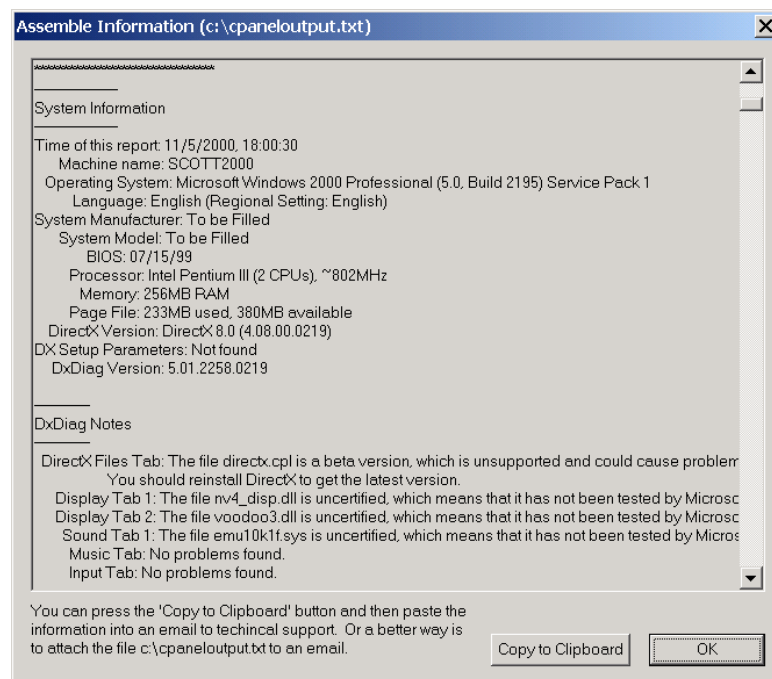 Assemble Information (c:\cpaneloutput.txt)
System Information
Time of this report: 11/5/2000, 18:00:30
Machine name: SCOTT2000
Operating System: Microsoft Windows 2000 Professional (5.0, Build 2195) Service Pack 1
Language: English (Regional Setting: English)
System Manufacturer: To be Filled
System Model: To be Filled
BIOS: 07/15/99
Processor: Intel Pentium III (2 CPUs), ~802MHz
Memory: 256MB RAM
Page File: 233MB used, 380MB available
DirectX Version: DirectX 8.0 (4.08.00.0219)
DX Setup Parameters: Not found
DxDiag Version: 5.01.2258.0219
DxDiag Notes
DirectX Files Tab: The file directx.cpl is a beta version, which is unsupported and could cause problem
You should reinstall DirectX to get the latest version.
Display Tab 1: The file nv4_disp.dll is uncertified, which means that it has not been tested by Microsc
Display Tab 2: The file voodoo3.dll is uncertified, which means that it has not been tested by Microsc
Sound Tab 1: The file emu10k1f.sys is uncertified, which means that it has not been tested by Micros
Music Tab: No problems found.
Input Tab: No problems found.
You can press the 'Copy to Clipboard' button and then paste the
information into an email to techincal support. Or a better way is
to attach the file c:\cpaneloutput.txt to an email.
Copy to Clipboard
OK